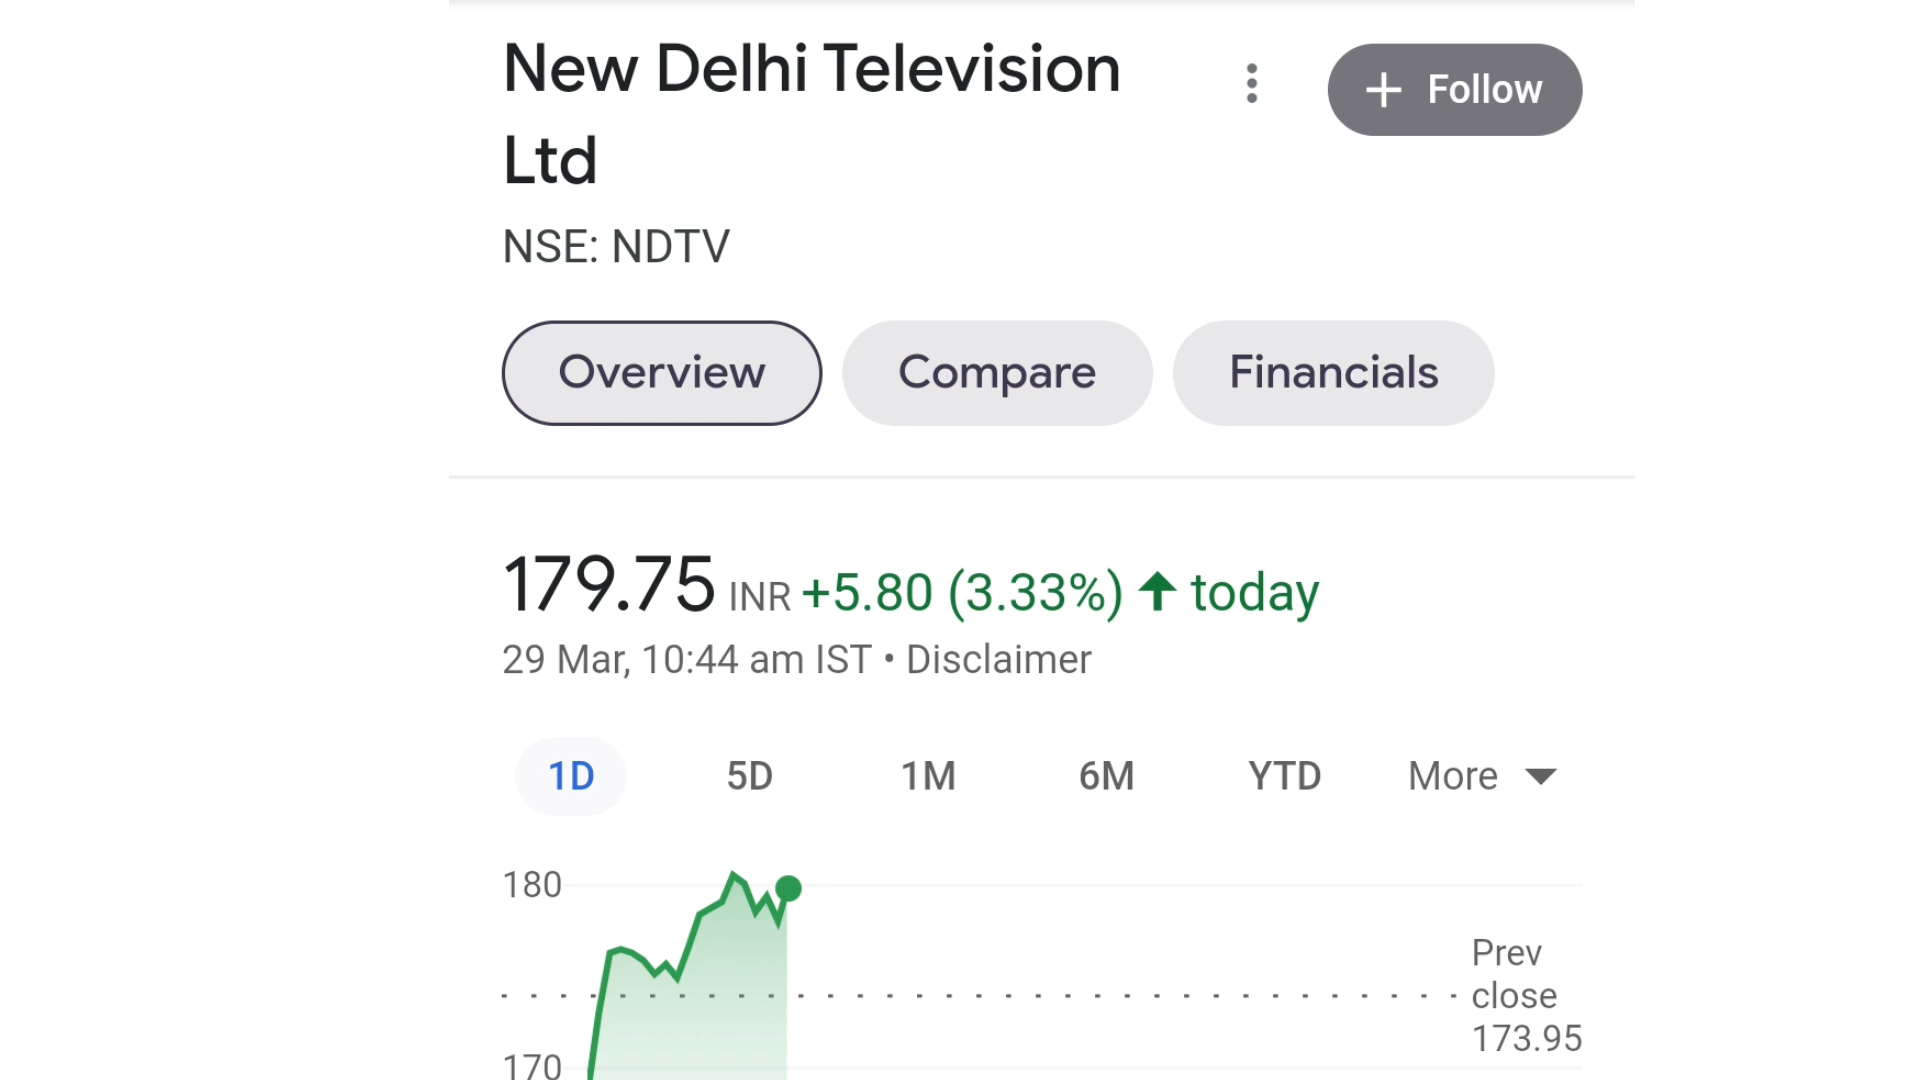 New Delhi Television
Ltd
+ Follow
NSE: NDTV
Overview Compare Financials
179.75 INR +5.80 (3.33%) ↑ today
29 Mar, 10:44 am IST • Disclaimer
1D 5D 1M 6M YTD More
180
Prev
close
173.95
170